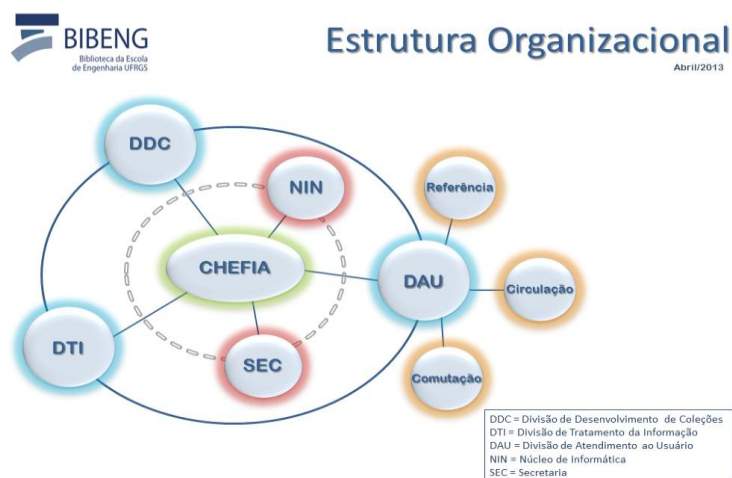 BIBENG
Biblioteca da Escola
de Engenharia UFRGS
Estrutura Organizacional
Abril/2013
DDC
NIN
Referência
CHEFIA
DAU
Circulação
DTI
SEC
Comutação
DDC = Divisão de Desenvolvimento de Coleções
DTI = Divisão de Tratamento da Informação
DAU = Divisão de Atendimento ao Usuário
NIN = Núcleo de Informática
SEC = Secretaria